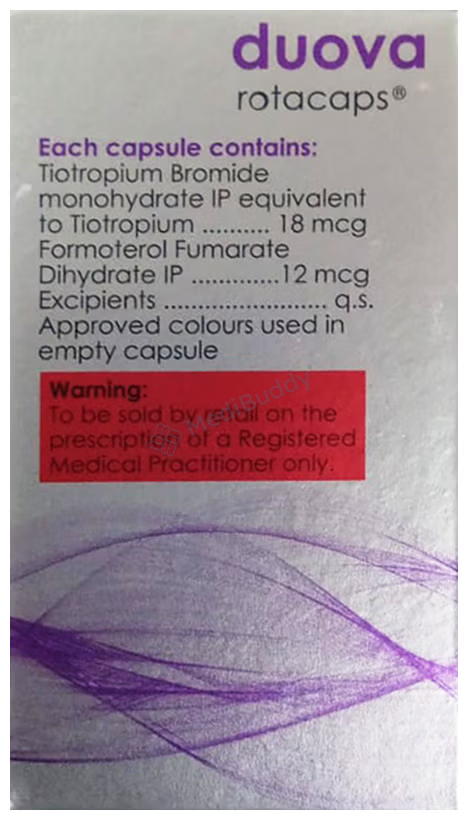 duova
rotacaps®
Each capsule contains:
Tiotropium Bromide
monohydrate IP equivalent
to Tiotropium .......... 18 mcg
Formoterol Fumarate
Dihydrate IP .............12 mcg
Excipients ........................ q.s.
Approved colours used in
empty capsule
Warning:
To be sold by retail on the
prescription of a Registered
Medical Practitioner only.
MediBuddy